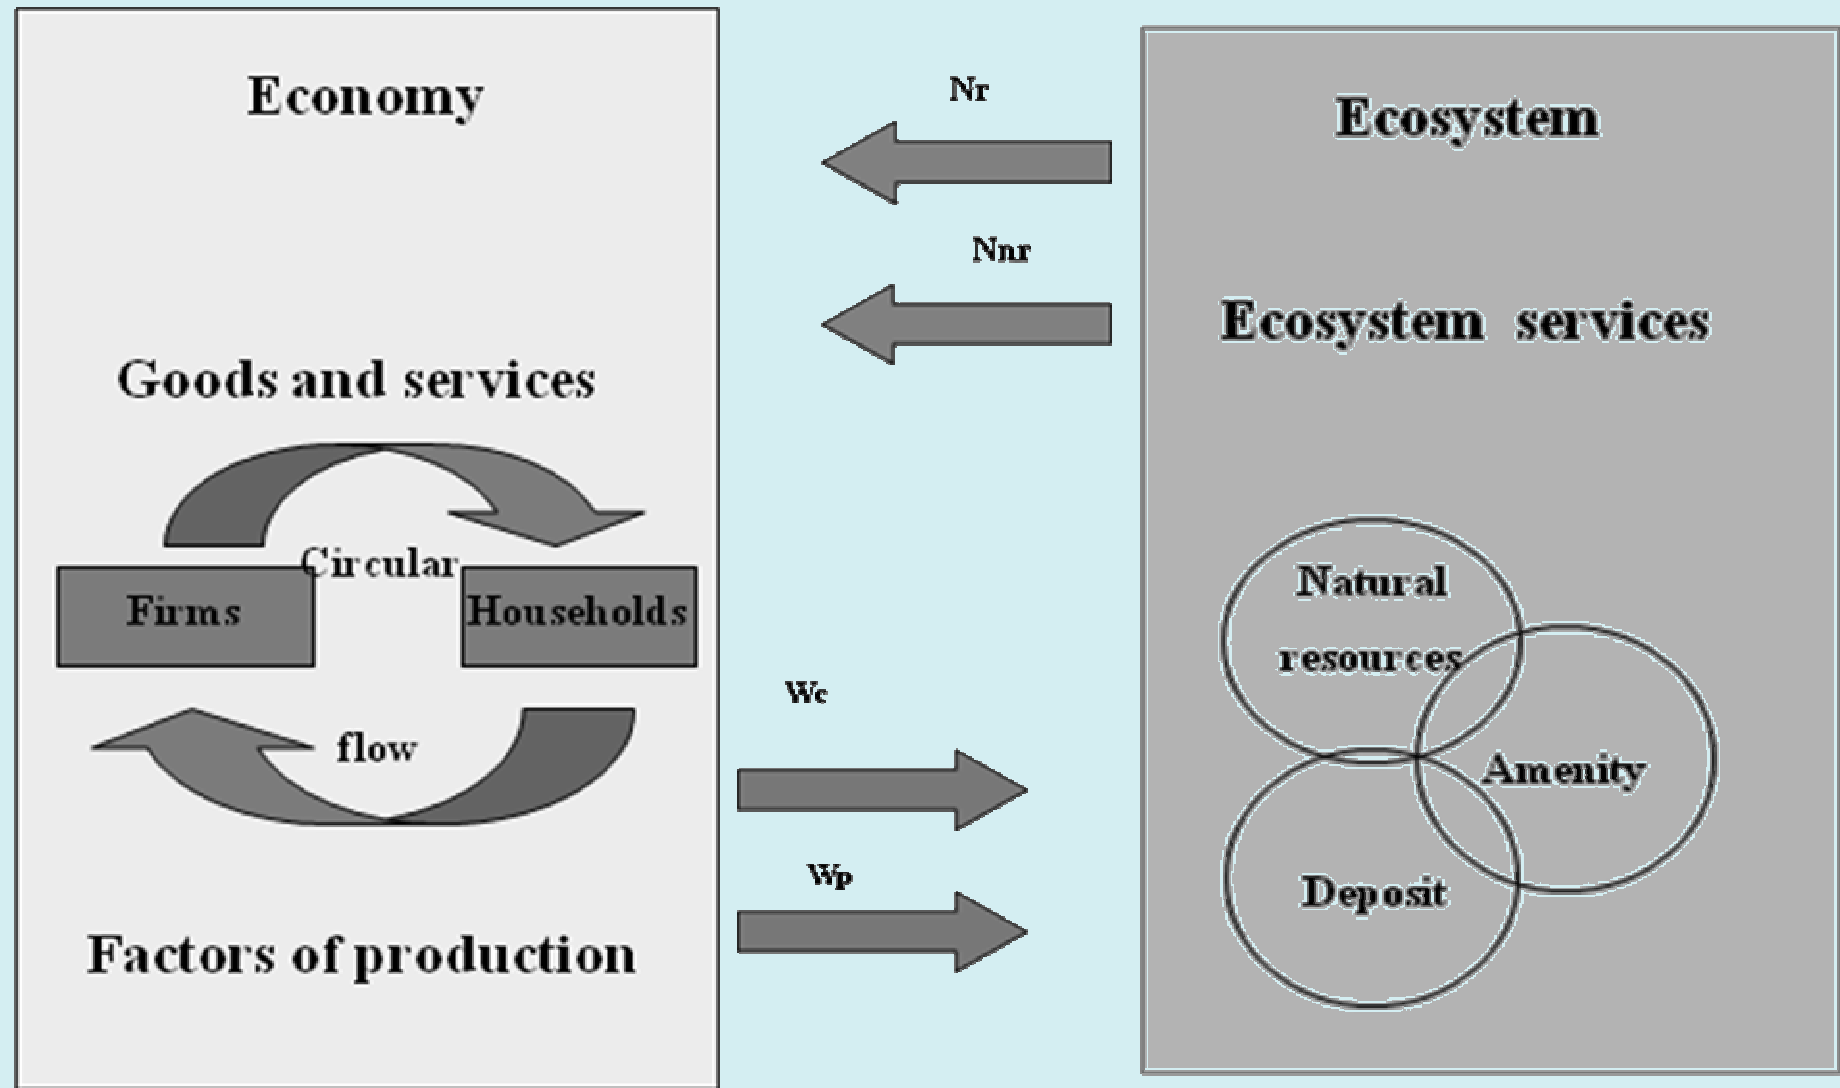 Economy
Goods and services
Circular
Firms
Households
flow
Factors of production
Nr
Nnr
Wc
Wp
Ecosystem
Ecosystem services
Natural
resources
Amenity
Deposit